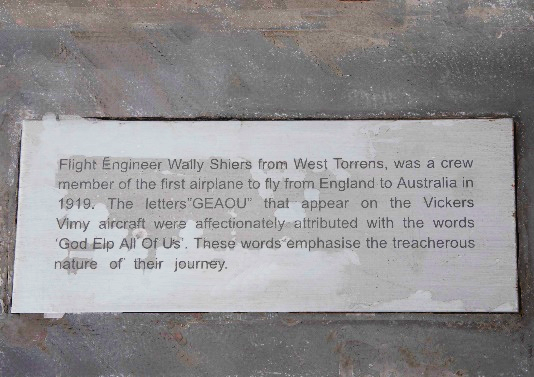 Flight Engineer Wally Shiers from West Torrens, was a crew
member of the first airplane to fly from England to Australia in
1919. The letters"GEAOU" that appear on the Vickers
Vimy aircraft were affectionately attributed with the words
'God Elp All Of Us'. These words emphasise the treacherous
nature of their journey.